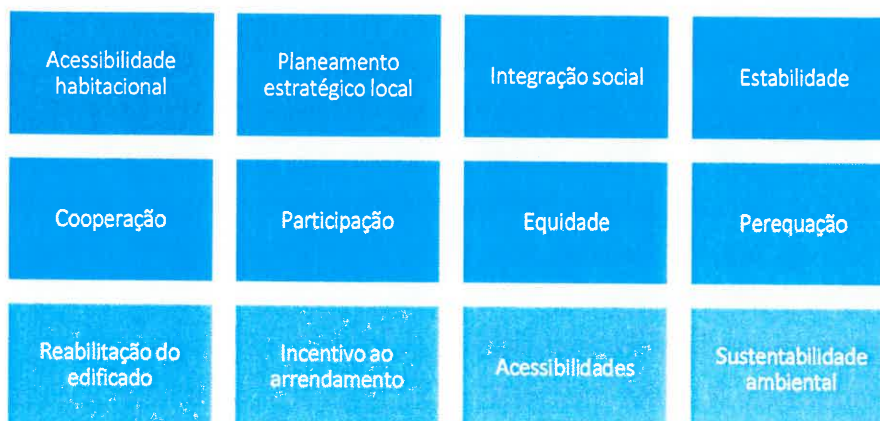 Acessibilidade
habitacional
Planeamento
estratégico local
Integração social
Estabilidade
Cooperação
Participação
Equidade
Perequação
Reabilitação do
edificado
Incentivo ao
arrendamento
Acessibilidades
Sustentabilidade
ambiental